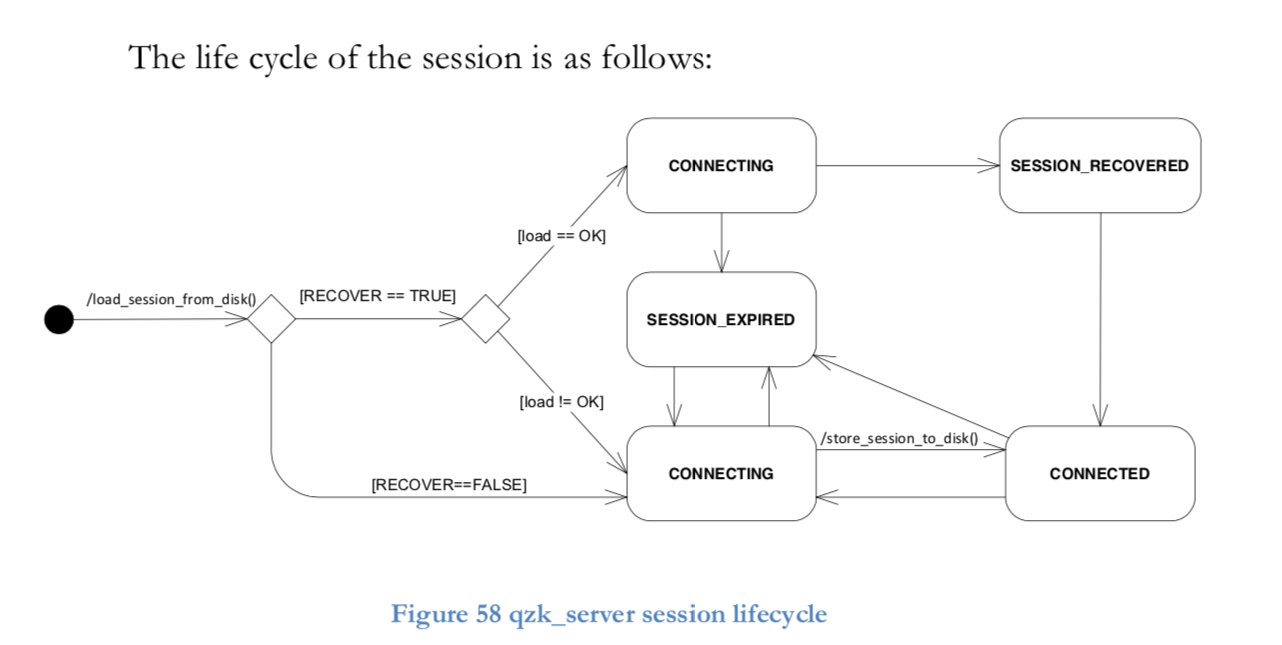 The life cycle of the session is as follows:
CONNECTING
SESSION_RECOVERED
[load == OK]
/load_session_from_disk()
[RECOVER == TRUE]
SESSION_EXPIRED
[load != OK]
/store_session_to_disk()
CONNECTING
CONNECTED
[RECOVER==FALSE]
Figure 58 qzk_server session lifecycle